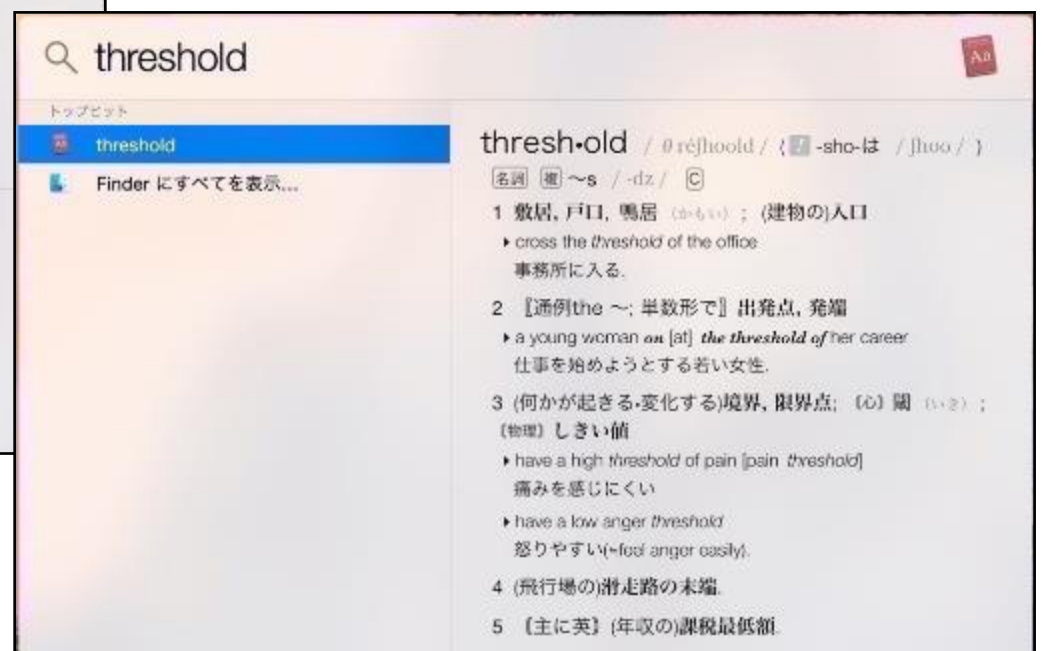 threshold
トップヒット
threshold
Finder にすべてを表示...
thresh•old / θréʃhoold / ( ! -sho-は /ʃhoo/ )
名詞 複 ～s / -dz / C
1 敷居, 戸口, 鴨居 (かもい) ; (建物の)入口
▸ cross the threshold of the office
事務所に入る.
2 〖通例the ～; 単数形で〗出発点, 発端
▸ a young woman on [at] the threshold of her career
仕事を始めようとする若い女性.
3 (何かが起きる・変化する)境界, 限界点; 〘心〙閾 (いき) ;
〘物理〙しきい値
▸ have a high threshold of pain [pain threshold]
痛みを感じにくい
▸ have a low anger threshold
怒りやすい(=feel anger easily).
4 (飛行場の)滑走路の末端.
5 〘主に英〙(年収の)課税最低額.